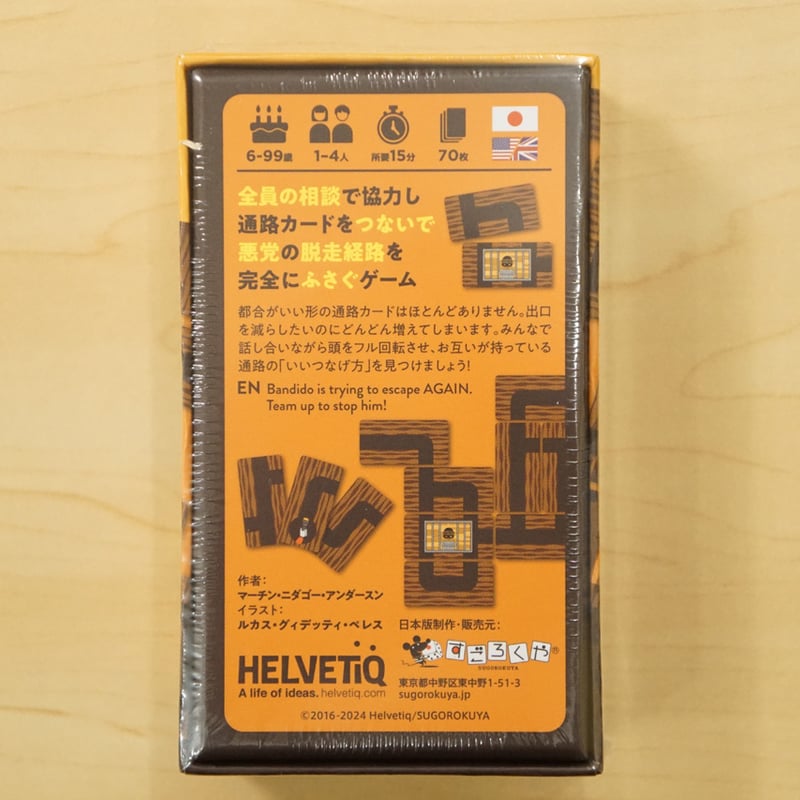 6-99歳
1-4人
所要15分
70枚
全員の相談で協力し
通路カードをつないで
悪党の脱走経路を
完全にふさぐゲーム
都合がいい形の通路カードはほとんどありません。出口
を減らしたいのにどんどん増えてしまいます。みんなで
話し合いながら頭をフル回転させ、お互いが持っている
通路の「いいつなげ方」を見つけましょう!
EN Bandido is trying to escape AGAIN.
Team up to stop him!
作者:
マーチン・ニダゴー・アンダースン
イラスト:
ルカス・グィデッティ・ペレス
HELVETiQ
A life of ideas. helvetiq.com
日本版制作・販売元:
すごろくや®
SUGOROKUYA
東京都中野区東中野1-51-3
sugorokuya.jp
©2016-2024 Helvetiq/SUGOROKUYA